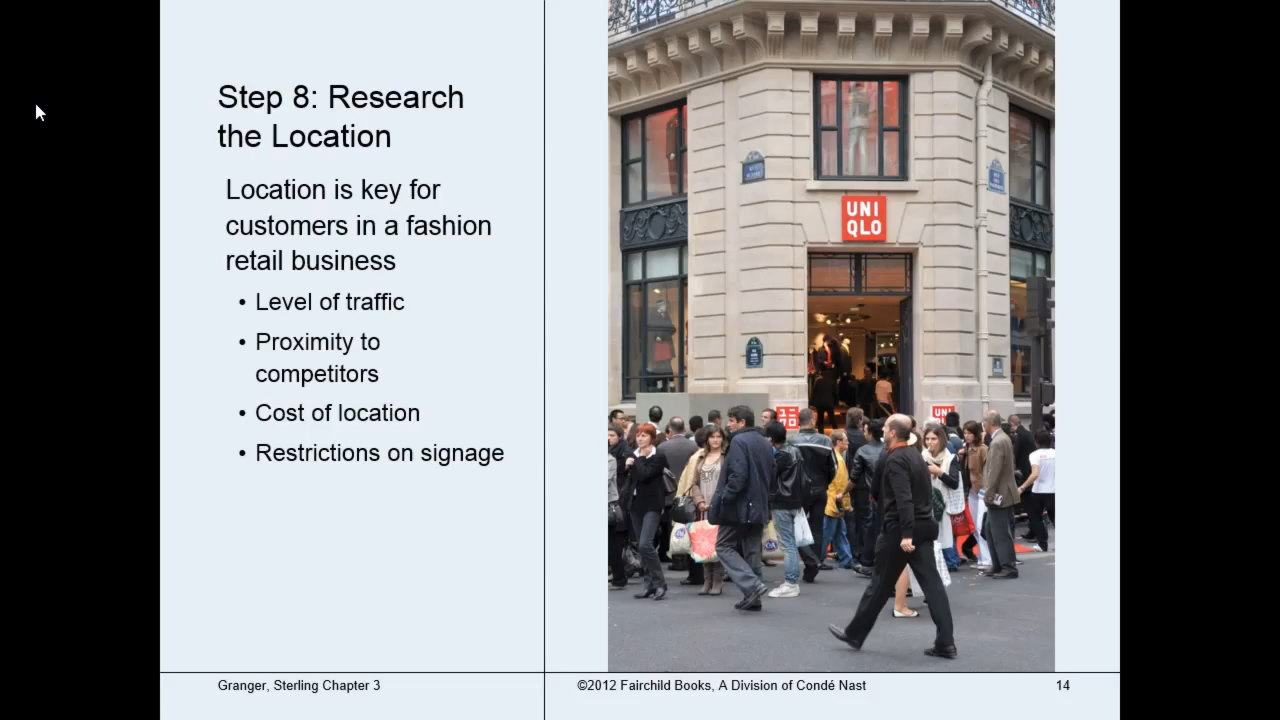 Step 8: Research
the Location
Location is key for
customers in a fashion
retail business
• Level of traffic
• Proximity to
competitors
• Cost of location
• Restrictions on signage
UNI
QLO
Granger, Sterling Chapter 3
©2012 Fairchild Books, A Division of Condé Nast
14